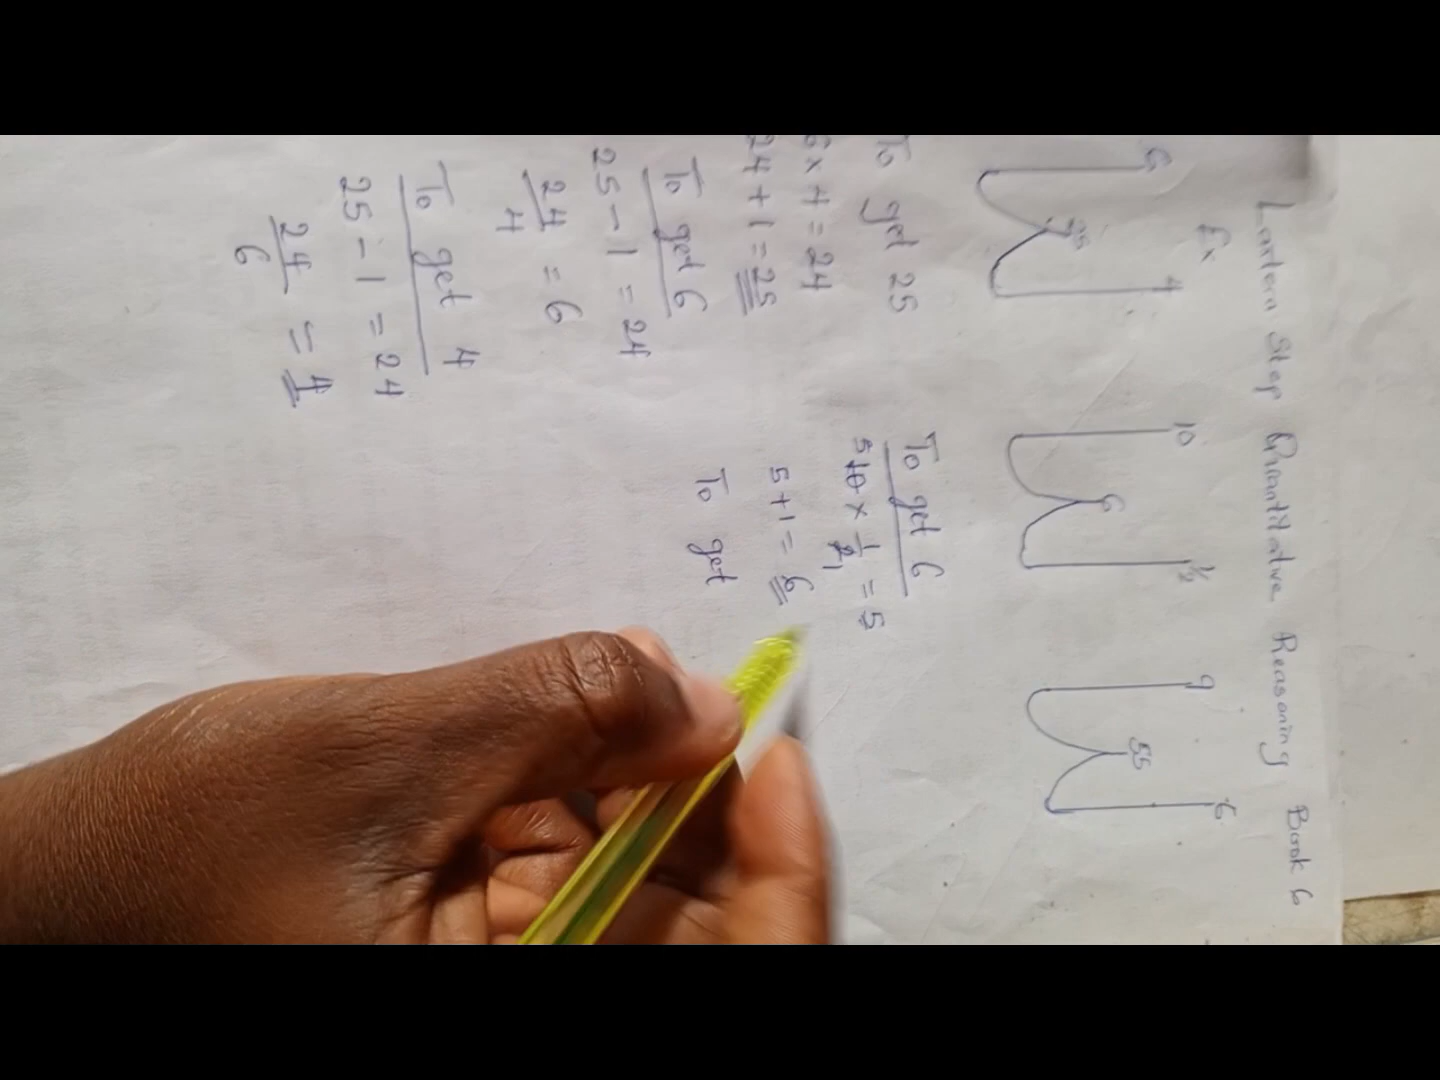 Lantern Step Quantitative Reasoning Book 6
Ex
6 25 4
10 6 1/2
9 55 6
To get 25
6 x 4 = 24
24 + 1 = 25
To get 6
25 - 1 = 24
24/4 = 6
To get 4
25 - 1 = 24
24/6 = 4
To get 6
5 10 x 1/2 1 = 5
5 + 1 = 6
To get